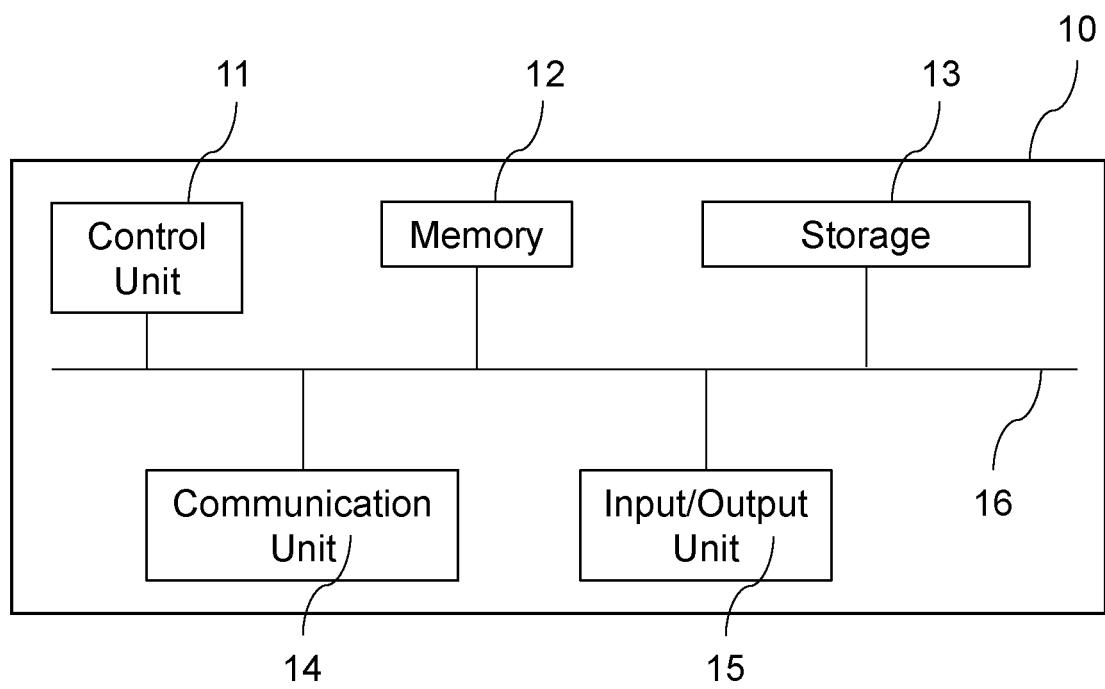 10
11
12
13
Control
Unit
Memory
Storage
Communication
Unit
Input/Output
Unit
16
14
15